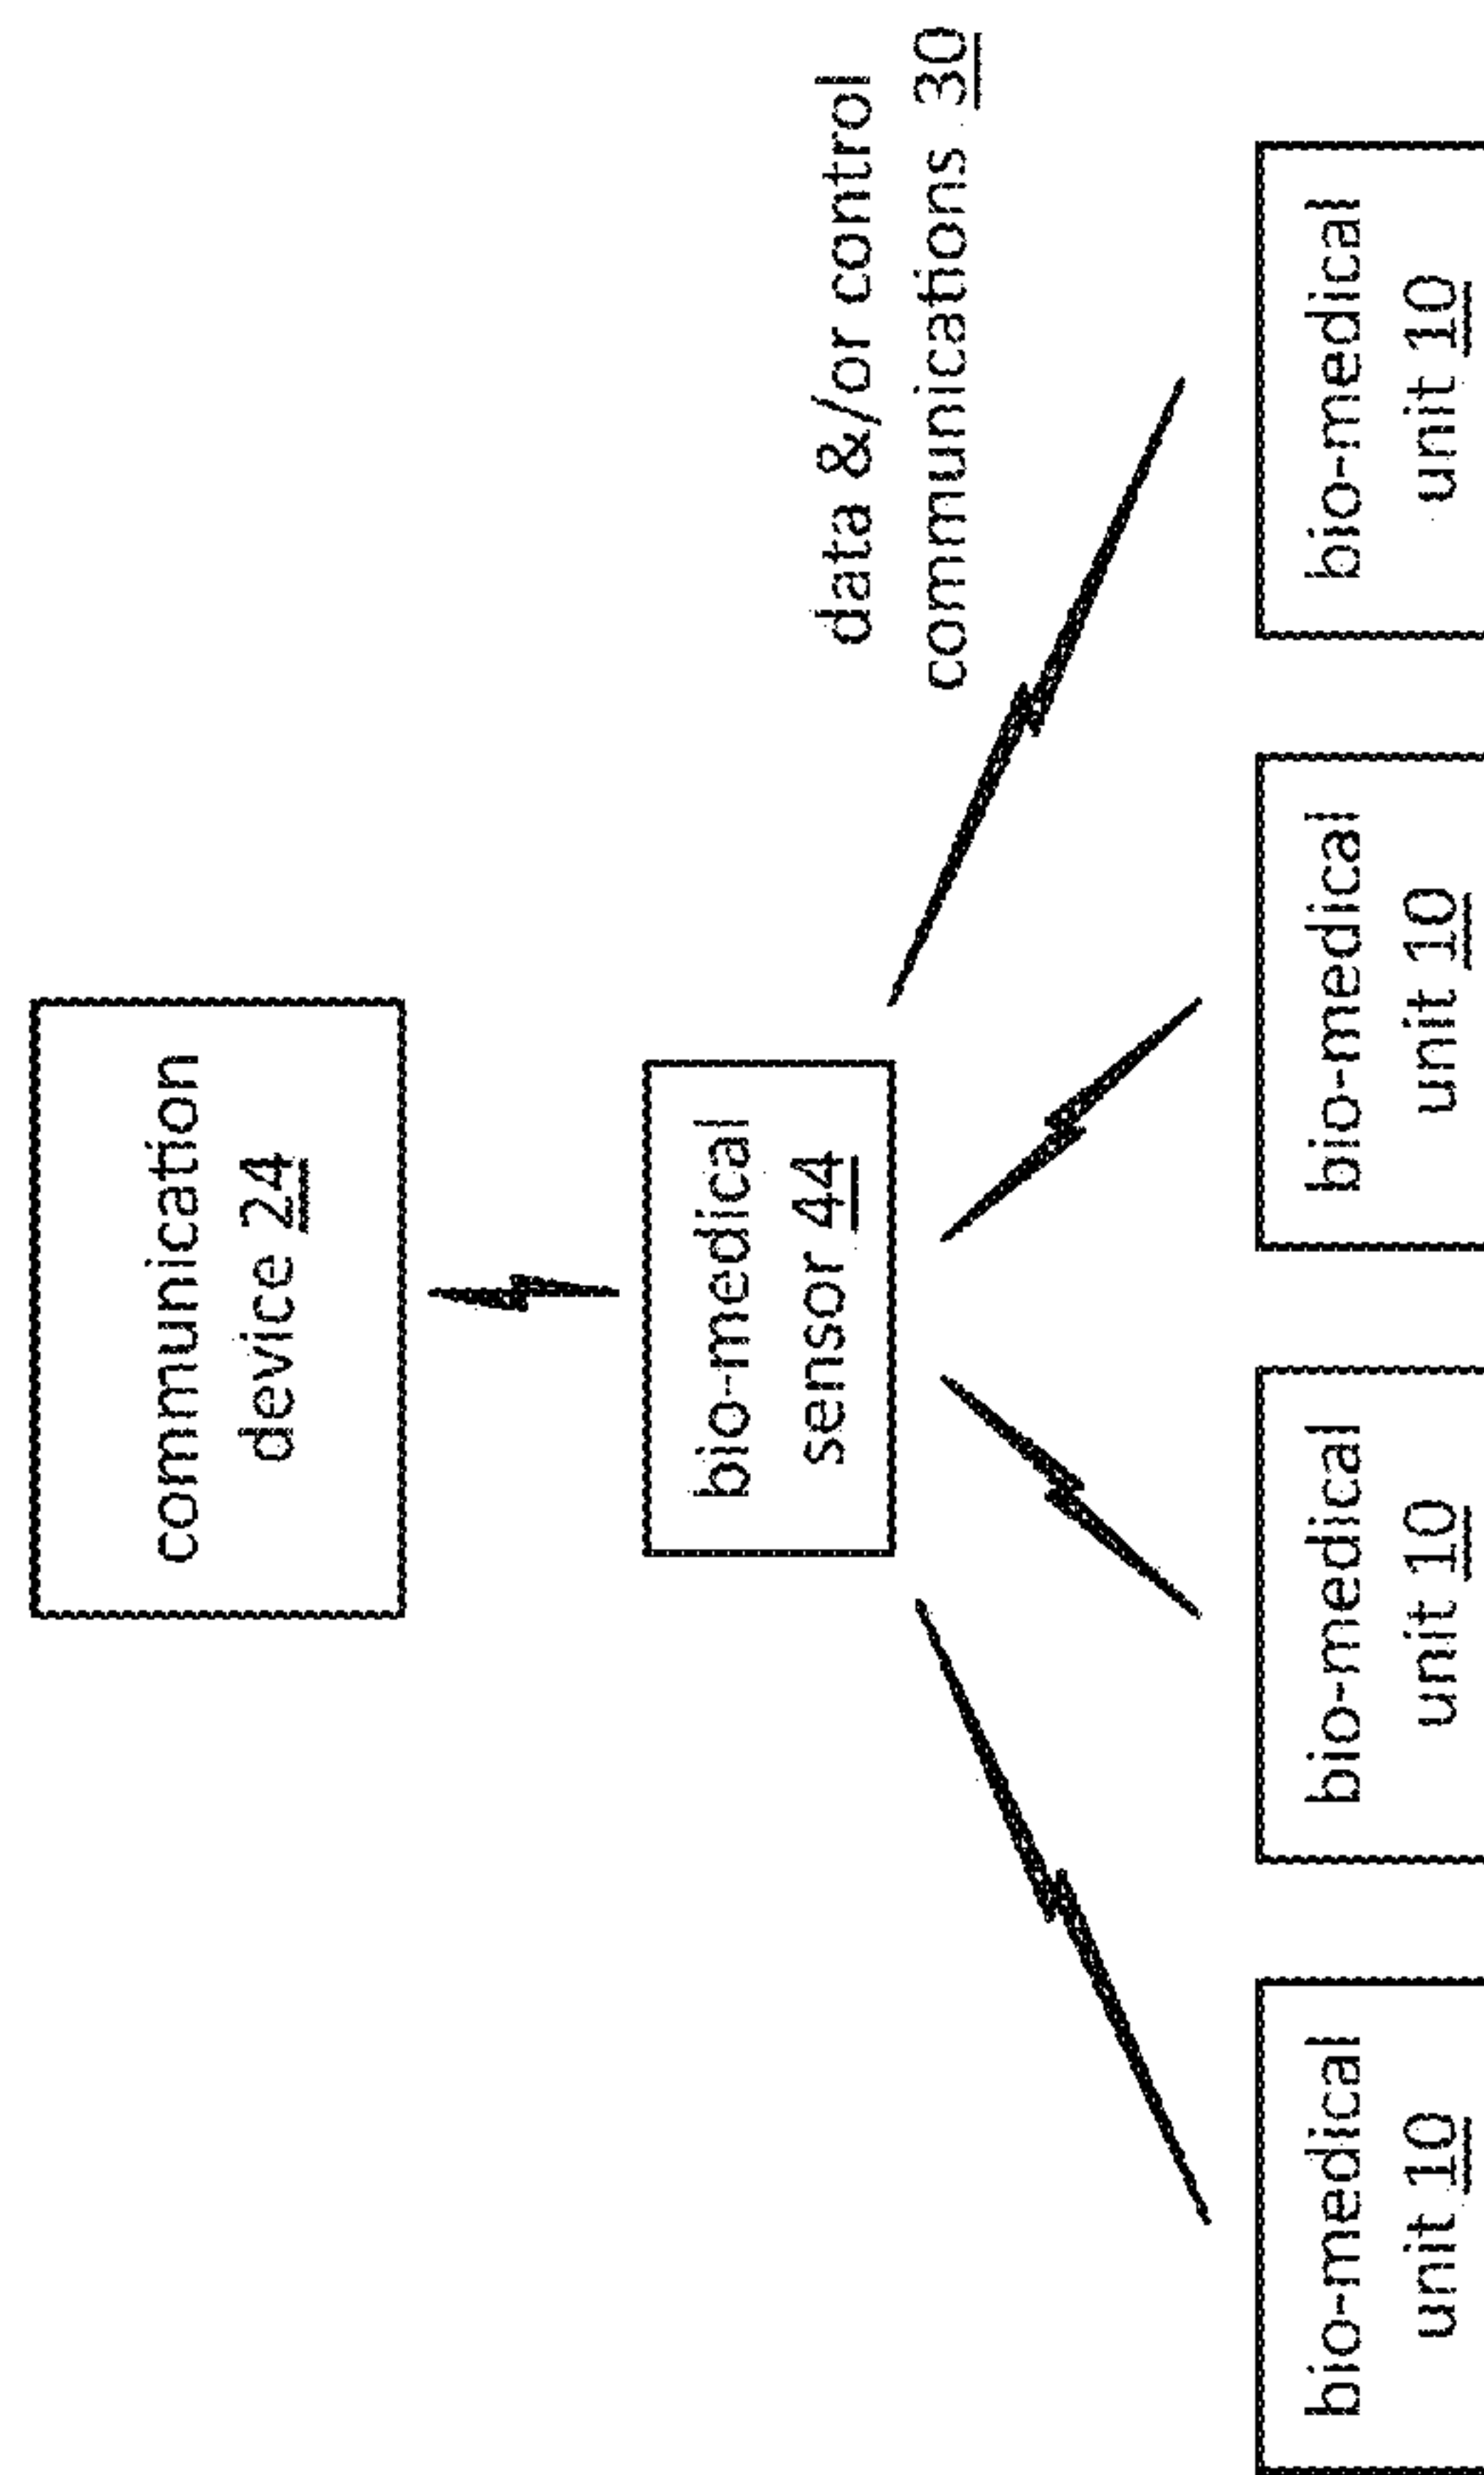 communication
device 24
bio-medical
sensor 44
data &/or control
communications 30
bio-medical
unit 10
bio-medical
unit 10
bio-medical
unit 10
bio-medical
unit 10